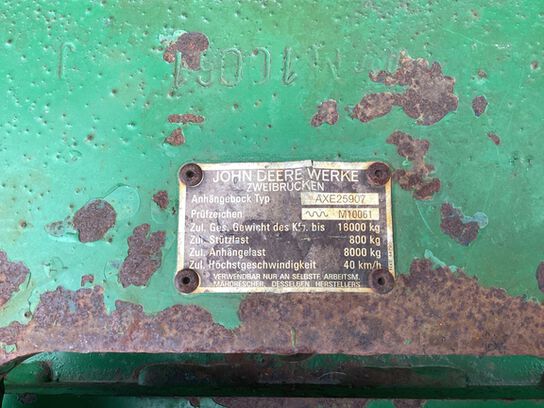 JOHN DEERE WERKE
ZWEIBRÜCKEN
Anhängebock Typ AXE25907
Prüfzeichen M10061
Zul. Ges. Gewicht des Kfz. bis 18000 kg
Zul. Stützlast 800 kg
Zul. Anhängelast 8000 kg
Zul. Höchstgeschwindigkeit 40 km/h
VERWENDBAR NUR AN SELBSTF. ARBEITSM.
MÄHDRESCHER, DESSELBEN HERSTELLERS